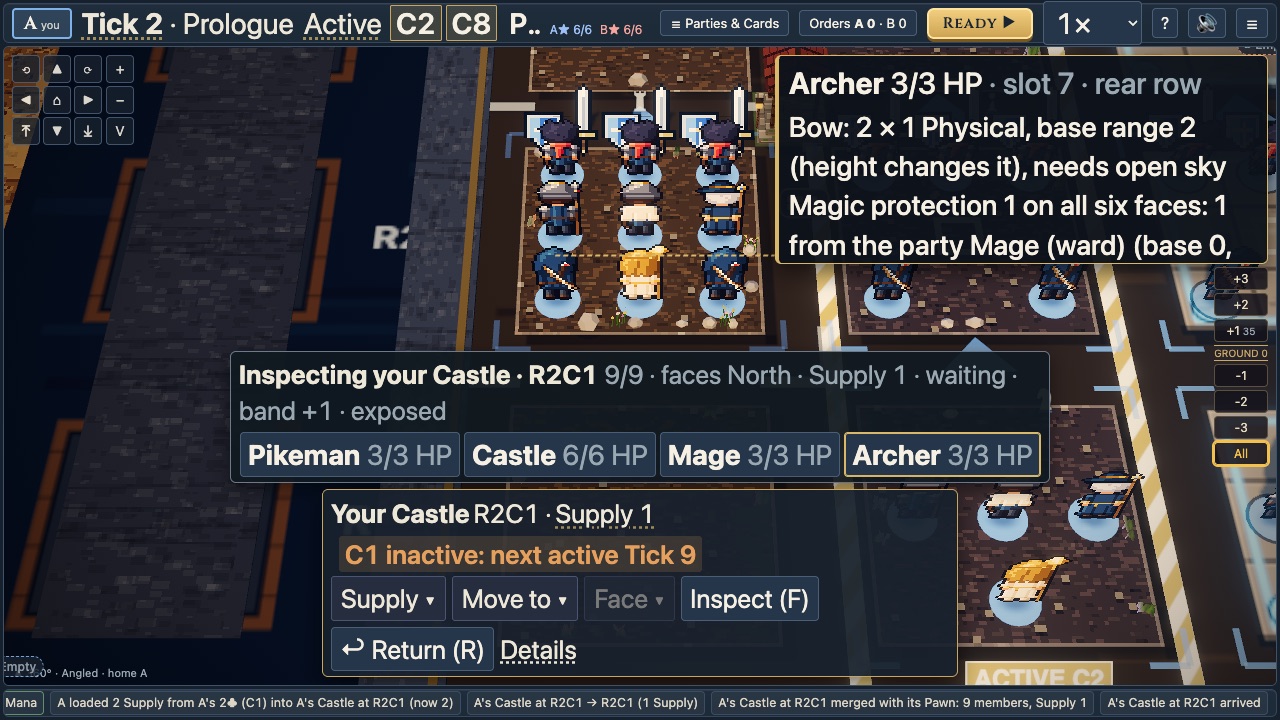 A you
Tick 2 · Prologue Active C2 C8 P..
A★ 6/6 B★ 6/6
≡ Parties & Cards
Orders A 0 · B 0
READY ▶
1×
?
≡
V
Archer 3/3 HP · slot 7 · rear row
Bow: 2 × 1 Physical, base range 2
(height changes it), needs open sky
Magic protection 1 on all six faces: 1
from the party Mage (ward) (base 0,
+3
+2
+1 35
GROUND 0
-1
-2
-3
All
Inspecting your Castle · R2C1 9/9 · faces North · Supply 1 · waiting ·
band +1 · exposed
Pikeman 3/3 HP
Castle 6/6 HP
Mage 3/3 HP
Archer 3/3 HP
Your Castle R2C1 · Supply 1
C1 inactive: next active Tick 9
Supply ▾
Move to ▾
Face ▾
Inspect (F)
↩ Return (R)
Details
ACTIVE C2
Empty
0° · Angled · home A
Mana
A loaded 2 Supply from A's 2♣ (C1) into A's Castle at R2C1 (now 2)
A's Castle at R2C1 → R2C1 (1 Supply)
A's Castle at R2C1 merged with its Pawn: 9 members, Supply 1
A's Castle at R2C1 arrived